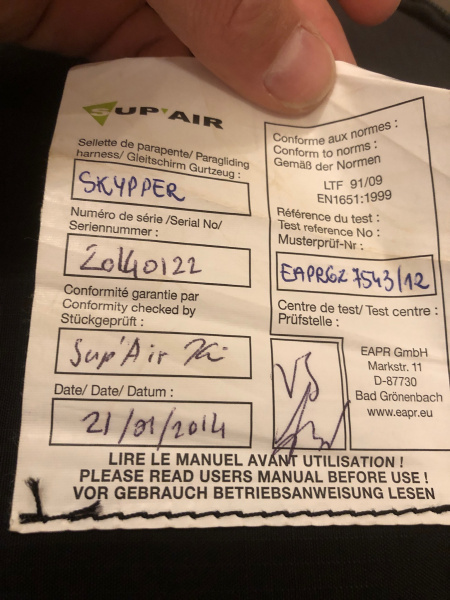 SUP'AIR
Sellette de parapente/ Paragliding
harness/ Gleitschirm Gurtzeug :
SKYPPER
Numéro de série /Serial No/
Seriennummer :
20140122
Conformité garantie par
Conformity checked by
Stückgeprüft :
Sup'Air
Date/ Date/ Datum :
21/01/2014
Conforme aux normes :
Conform to norms :
Gemäß der Normen
LTF 91/09
EN1651:1999
Référence du test :
Test reference No :
Musterprüf-Nr :
EAPRGZ 7543/12
Centre de test/ Test centre :
Prüfstelle :
EAPR GmbH
Markstr. 11
D-87730
Bad Grönenbach
www.eapr.eu
LIRE LE MANUEL AVANT UTILISATION !
PLEASE READ USERS MANUAL BEFORE USE !
VOR GEBRAUCH BETRIEBSANWEISUNG LESEN